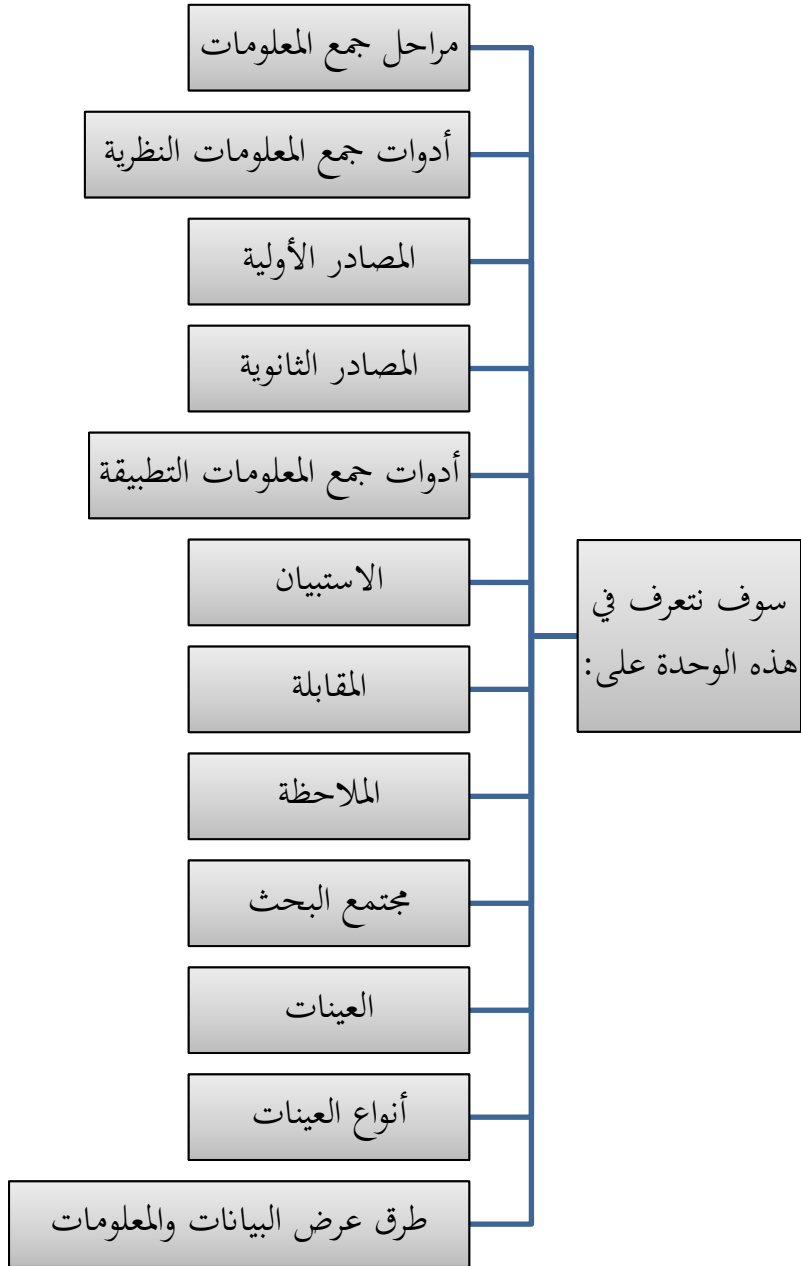 سوف نتعرف في
هذه الوحدة على:
مراحل جمع المعلومات
أدوات جمع المعلومات النظرية
المصادر الأولية
المصادر الثانوية
أدوات جمع المعلومات التطبيقة
الاستبيان
المقابلة
الملاحظة
مجتمع البحث
العينات
أنواع العينات
طرق عرض البيانات والمعلومات